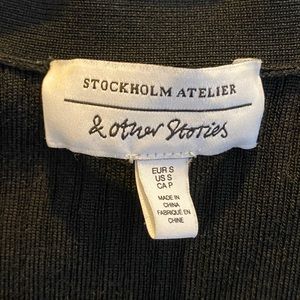 STOCKHOLM ATELIER
& Other Stories
EUR S
US S
CA P
MADE IN
CHINA
FABRIQUÉ EN
CHINE